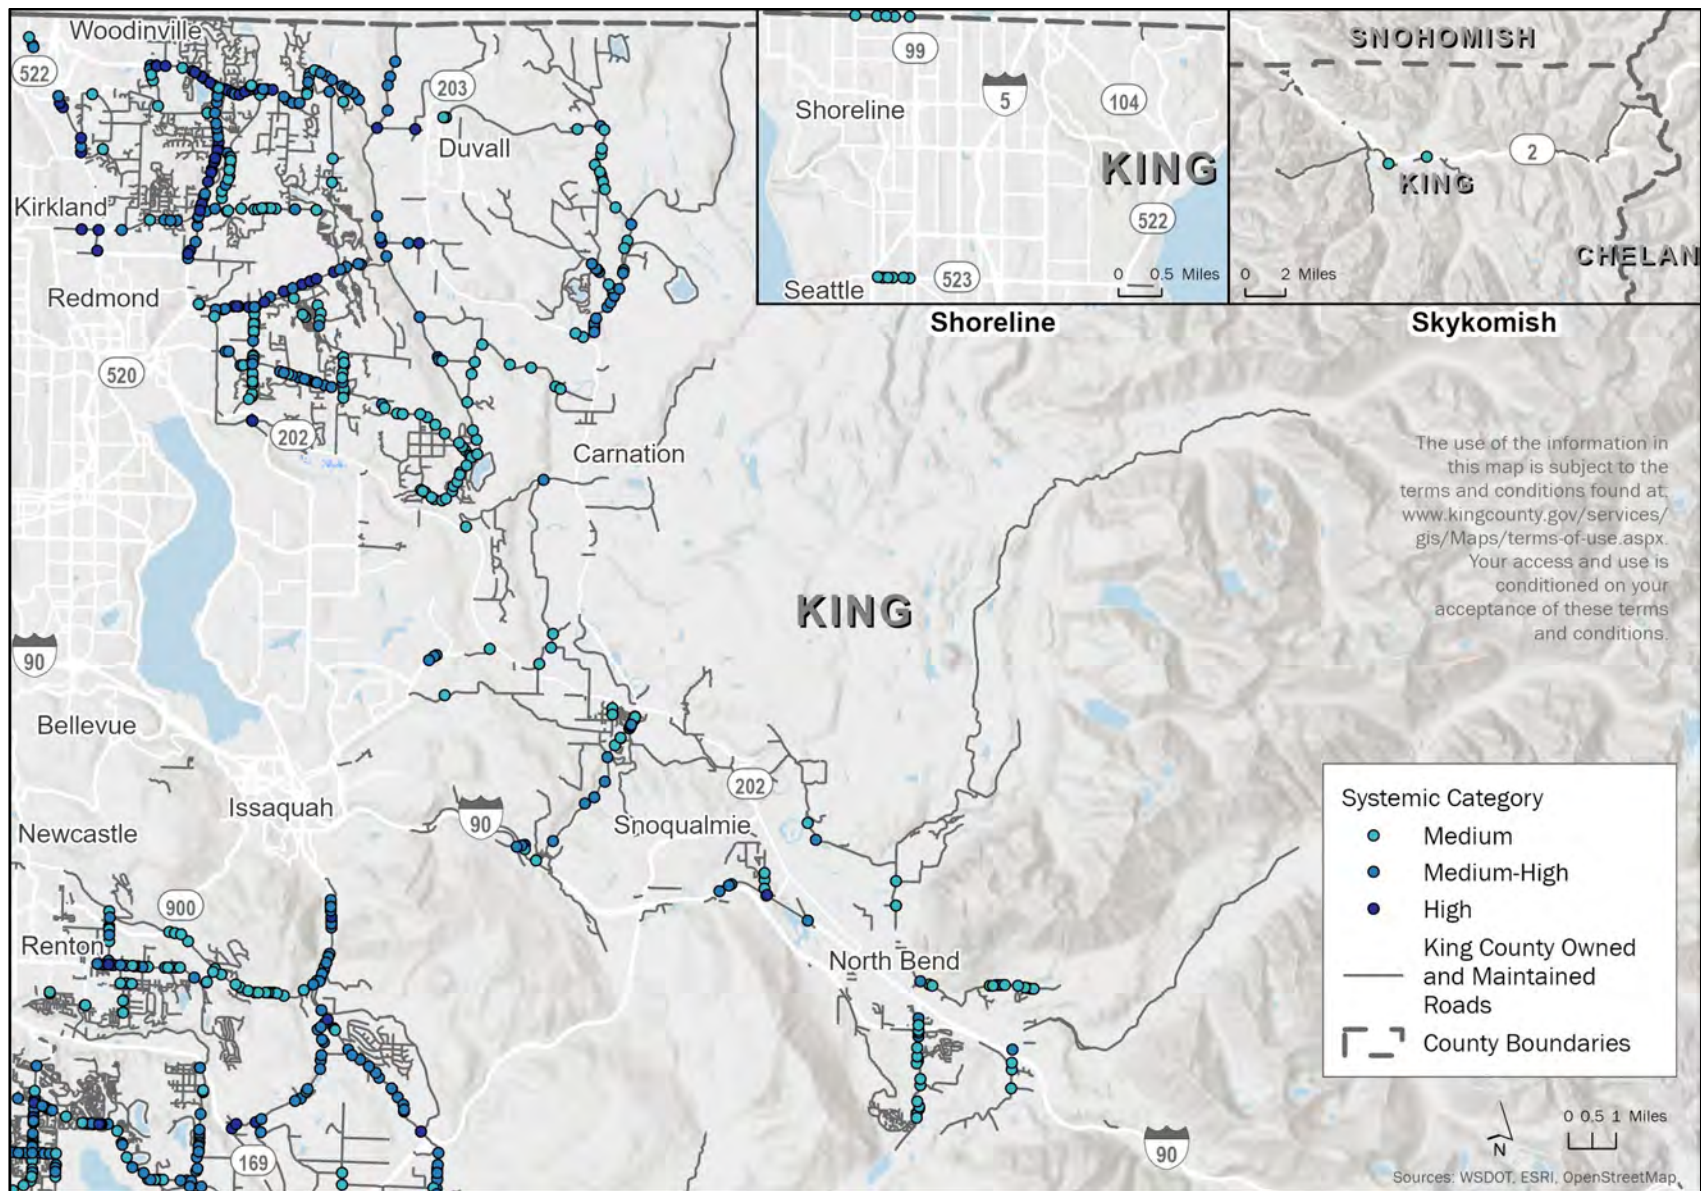 Woodinville
522
203
Duvall
Kirkland
Redmond
520
202
Carnation
KING
90
Bellevue
Issaquah
Newcastle
90
Snoqualmie
202
900
Renton
North Bend
169
90
99
5
104
Shoreline
KING
522
Seattle
523
0 0.5 Miles
Shoreline
SNOHOMISH
2
KING
CHELAN
0 2 Miles
Skykomish
The use of the information in
this map is subject to the
terms and conditions found at:
www.kingcounty.gov/services/
gis/Maps/terms-of-use.aspx.
Your access and use is
conditioned on your
acceptance of these terms
and conditions.
Systemic Category
Medium
Medium-High
High
King County Owned
and Maintained
Roads
County Boundaries
N
0 0.5 1 Miles
Sources: WSDOT, ESRI, OpenStreetMap